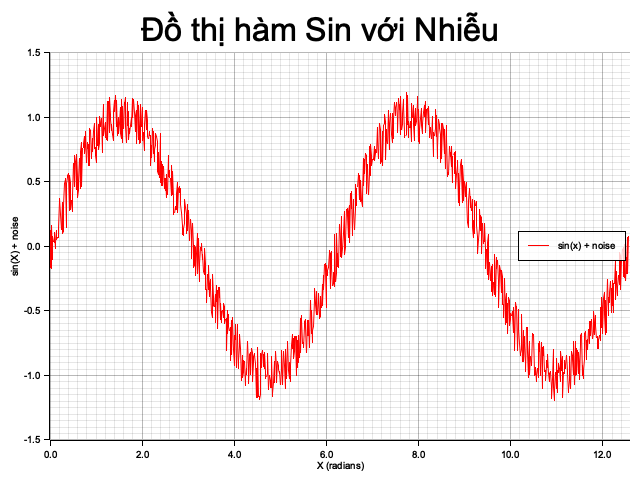 Đồ thị hàm Sin với Nhiễu
1.5
1.0
0.5
0.0
-0.5
-1.0
-1.5
sin(X) + noise
sin(x) + noise
0.0 2.0 4.0 6.0 8.0 10.0 12.0
X (radians)